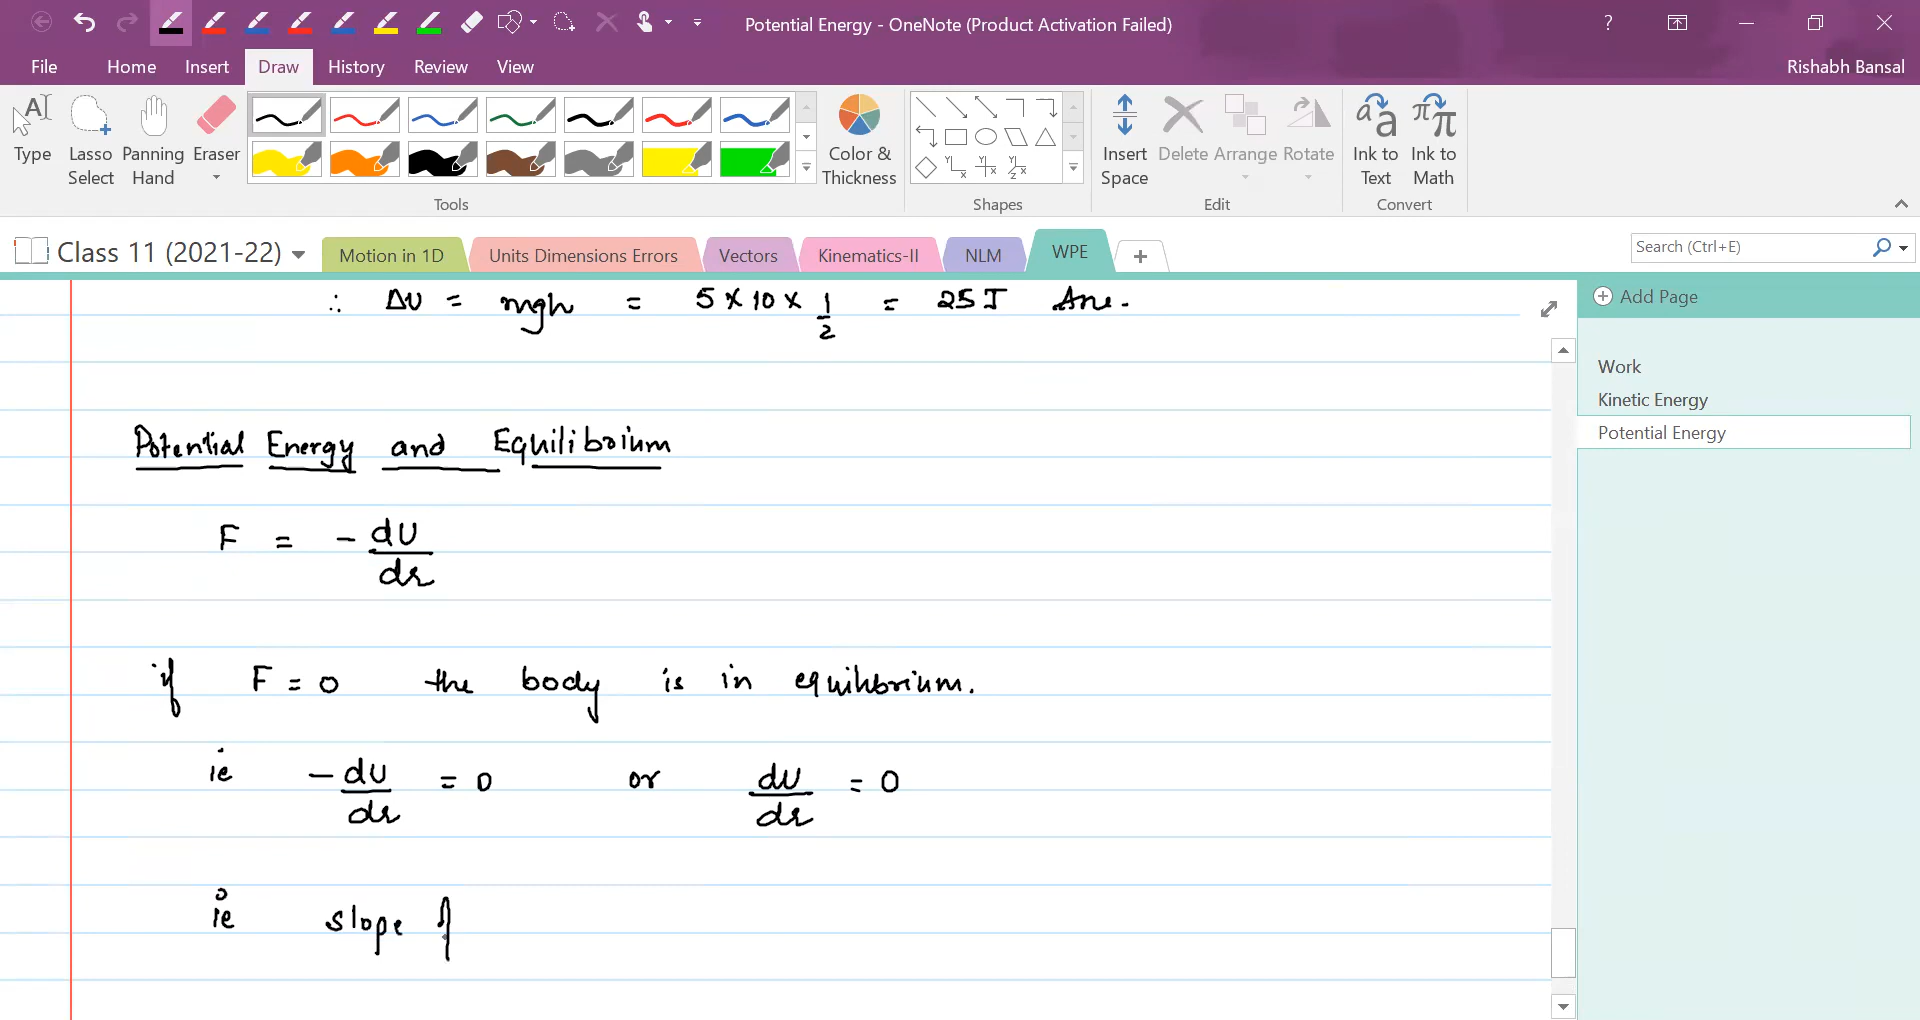 Potential Energy - OneNote (Product Activation Failed)
?
File Home Insert Draw History Review View
Rishabh Bansal
Type Lasso Select Panning Hand Eraser
Color & Thickness
Insert Space Delete Arrange Rotate
Ink to Text Ink to Math
Tools Shapes Edit Convert
Class 11 (2021-22)
Motion in 1D Units Dimensions Errors Vectors Kinematics-II NLM WPE
Search (Ctrl+E)
Add Page
Work
Kinetic Energy
Potential Energy
∴ ΔU = mgh = 5 × 10 × 1/2 = 25 J Ans.
Potential Energy and Equilibrium
F = - dU/dr
if F = 0 the body is in equilibrium.
ie - dU/dr = 0 or dU/dr = 0
ie slope